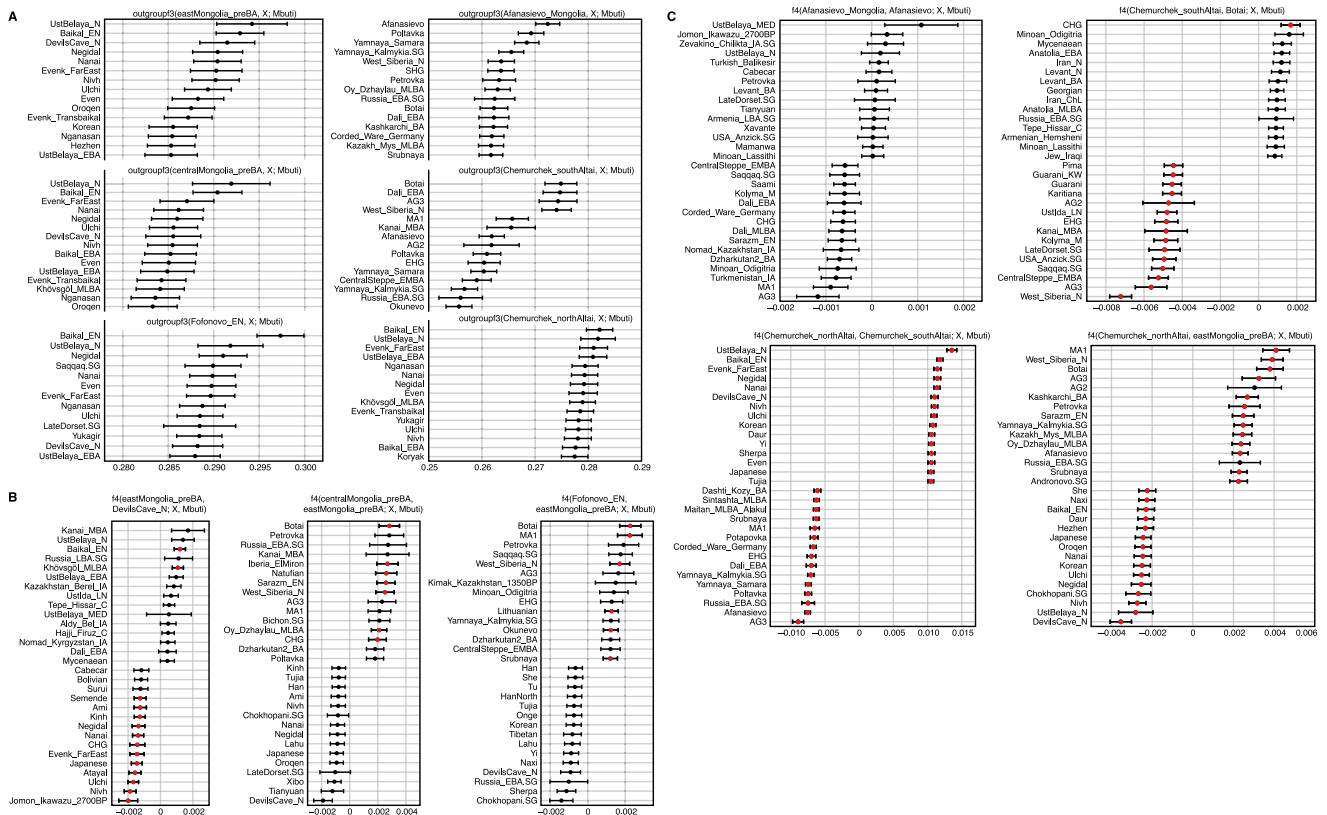 A
outgroupf3(eastMongolia_preBA, X; Mbuti)
UstBelaya_N
Baikal_EN
DevilsCave_N
Negidal
Nanai
Evenk_FarEast
Nivh
Ulchi
Even
Oroqen
Evenk_Transbaikal
Korean
Nganasan
Hezhen
UstBelaya_EBA
outgroupf3(centralMongolia_preBA, X; Mbuti)
UstBelaya_N
Baikal_EN
Evenk_FarEast
Nanai
Negidal
Ulchi
DevilsCave_N
Nivh
Baikal_EBA
Even
UstBelaya_EBA
Evenk_Transbaikal
Khövsgöl_MLBA
Nganasan
Oroqen
outgroupf3(Fofonovo_EN, X; Mbuti)
Baikal_EN
UstBelaya_N
Negidal
Saqqaq.SG
Nanai
Even
Evenk_FarEast
Nganasan
Ulchi
LateDorset.SG
Yukagir
DevilsCave_N
UstBelaya_EBA
0.280 0.285 0.290 0.295 0.300 0.302
outgroupf3(Afanasievo_Mongolia, X; Mbuti)
Afanasievo
Poltavka
Yamnaya_Samara
Yamnaya_Kalmykia.SG
West_Siberia_N
SHG
Petrovka
Oy_Dzhaylau_MLBA
Russia_EBA.SG
Botai
Dali_EBA
Kashkarchi_BA
Corded_Ware_Germany
Kazakh_Mys_MLBA
Srubnaya
outgroupf3(Chemurchek_southAltai, X; Mbuti)
Botai
Dali_EBA
AG3
West_Siberia_N
MA1
Kanai_MBA
Afanasievo
AG2
Poltavka
EHG
Yamnaya_Samara
CentralSteppe_EMBA
Yamnaya_Kalmykia.SG
Russia_EBA.SG
Okunevo
outgroupf3(Chemurchek_northAltai, X; Mbuti)
Baikal_EN
UstBelaya_N
Evenk_FarEast
UstBelaya_EBA
Nganasan
Nanai
Negidal
Even
Khövsgöl_MLBA
Evenk_Transbaikal
Yukagir
Ulchi
Nivh
Baikal_EBA
Koryak
0.25 0.26 0.27 0.28 0.29
B
f4(eastMongolia_preBA,
DevilsCave_N; X, Mbuti)
Kanai_MBA
UstBelaya_N
Baikal_EN
Russia_LBA.SG
Khövsgöl_MLBA
UstBelaya_EBA
Kazakhstan_Berel_IA
UstIda_LN
Tepe_Hissar_C
UstBelaya_MED
Aldy_Bel_IA
Hajji_Firuz_C
Nomad_Kyrgyzstan_IA
Dali_EBA
Mycenaean
Cabecar
Bolivian
Surui
Semende
Ami
Kinh
Negidal
Nanai
CHG
Evenk_FarEast
Japanese
Atayal
Ulchi
Nivh
Jomon_Ikawazu_2700BP
−0.002 0 0.002
f4(centralMongolia_preBA,
eastMongolia_preBA; X, Mbuti)
Botai
Petrovka
Russia_EBA.SG
Kanai_MBA
Iberia_ElMiron
Natufian
Sarazm_EN
West_Siberia_N
AG3
MA1
Bichon.SG
Oy_Dzhaylau_MLBA
CHG
Dzharkutan2_BA
Poltavka
Kinh
Tujia
Han
Ami
Nivh
Chokhopani.SG
Nanai
Negidal
Lahu
Japanese
Oroqen
LateDorset.SG
Xibo
Tianyuan
DevilsCave_N
−0.002 0 0.002 0.004
f4(Fofonovo_EN,
eastMongolia_preBA; X, Mbuti)
Botai
MA1
Petrovka
Saqqaq.SG
West_Siberia_N
AG3
Kimak_Kazakhstan_1350BP
Minoan_Odigitria
EHG
Lithuanian
Yamnaya_Kalmykia.SG
Okunevo
Dzharkutan2_BA
CentralSteppe_EMBA
Srubnaya
Han
She
Tu
HanNorth
Tujia
Onge
Korean
Tibetan
Lahu
Yi
Naxi
DevilsCave_N
Russia_EBA.SG
Sherpa
Chokhopani.SG
−0.002 0 0.002
C
f4(Afanasievo_Mongolia, Afanasievo; X, Mbuti)
UstBelaya_MED
Jomon_Ikawazu_2700BP
Zevakino_Chilikta_IA.SG
UstBelaya_N
Turkish_Balikesir
Cabecar
Petrovka
Levant_BA
LateDorset.SG
Tianyuan
Armenia_LBA.SG
Xavante
USA_Anzick.SG
Mamanwa
Minoan_Lassithi
CentralSteppe_EMBA
Saqqaq.SG
Saami
Kolyma_M
Dali_EBA
Corded_Ware_Germany
CHG
Dali_MLBA
Sarazm_EN
Nomad_Kazakhstan_IA
Dzharkutan2_BA
Minoan_Odigitria
Turkmenistan_IA
MA1
AG3
−0.002 −0.001 0 0.001 0.002
f4(Chemurchek_southAltai, Botai; X, Mbuti)
CHG
Minoan_Odigitria
Mycenaean
Anatolia_EBA
Iran_N
Levant_N
Levant_BA
Georgian
Iran_ChL
Anatolia_MLBA
Russia_EBA.SG
Tepe_Hissar_C
Armenian_Hemsheni
Minoan_Lassithi
Jew_Iraqi
Pima
Guarani_KW
Guarani
Karitiana
AG2
UstIda_LN
EHG
Kanai_MBA
Kolyma_M
LateDorset.SG
USA_Anzick.SG
Saqqaq.SG
CentralSteppe_EMBA
AG3
West_Siberia_N
−0.008 −0.006 −0.004 −0.002 0 0.002
f4(Chemurchek_northAltai, Chemurchek_southAltai; X, Mbuti)
UstBelaya_N
Baikal_EN
Evenk_FarEast
Negidal
Nanai
DevilsCave_N
Nivh
Ulchi
Korean
Daur
Yi
Sherpa
Even
Japanese
Tujia
Dashti_Kozy_BA
Sintashta_MLBA
Maitan_MLBA_Alakul
Srubnaya
MA1
Potapovka
Corded_Ware_Germany
EHG
Dali_EBA
Yamnaya_Kalmykia.SG
Yamnaya_Samara
Poltavka
Russia_EBA.SG
Afanasievo
AG3
−0.010 −0.005 0 0.005 0.010 0.015
f4(Chemurchek_northAltai, eastMongolia_preBA; X, Mbuti)
MA1
West_Siberia_N
Botai
AG3
AG2
Kashkarchi_BA
Petrovka
Sarazm_EN
Yamnaya_Kalmykia.SG
Kazakh_Mys_MLBA
Oy_Dzhaylau_MLBA
Afanasievo
Russia_EBA.SG
Srubnaya
Andronovo.SG
She
Naxi
Baikal_EN
Daur
Hezhen
Japanese
Oroqen
Nanai
Korean
Ulchi
Negidal
Chokhopani.SG
Nivh
UstBelaya_N
DevilsCave_N
−0.004 −0.002 0 0.002 0.004 0.006